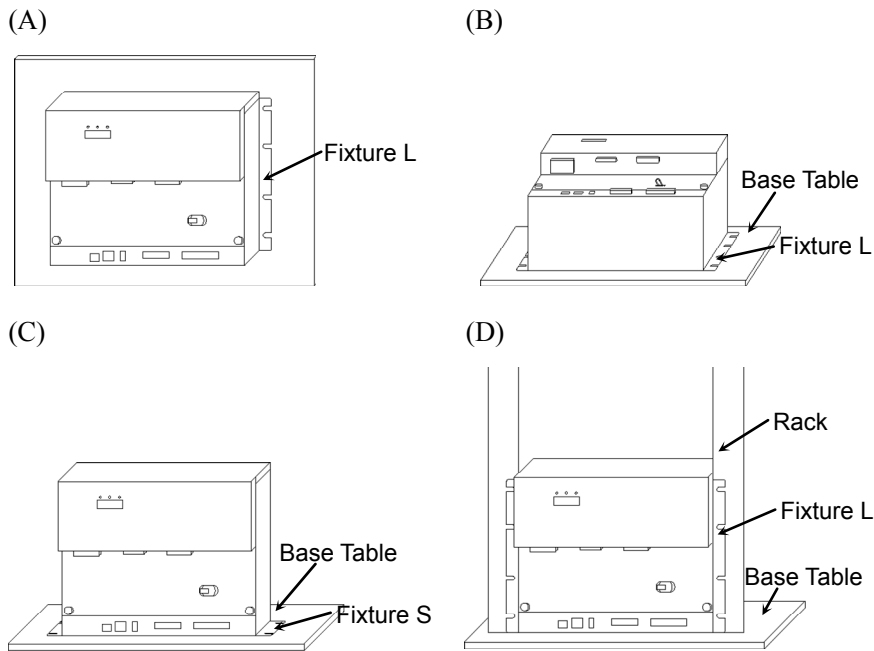 (A)
Fixture L
(B)
Base Table
Fixture L
(C)
Base Table
Fixture S
(D)
Rack
Fixture L
Base Table